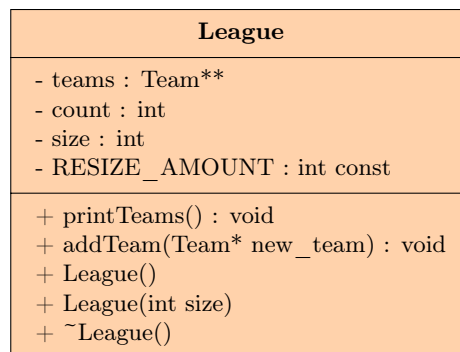 League
- teams : Team**
- count : int
- size : int
- RESIZE_AMOUNT : int const
+ printTeams() : void
+ addTeam(Team* new_team) : void
+ League()
+ League(int size)
+ ~League()